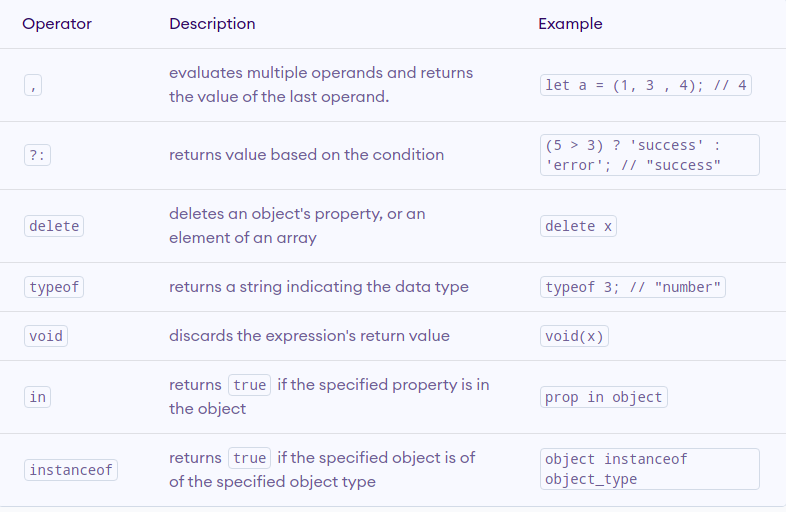 Operator Description Example
evaluates multiple operands and returns
, let a = (1, 3 , 4); // 4
the value of the last operand.
(5 > 3) ? 'success' :
?: returns value based on the condition
'error'; // "success"
deletes an object's property, or an
delete delete x
element of an array
typeof returns a string indicating the data type typeof 3; // "number"
void discards the expression's return value void(x)
returns true if the specified property is in
in prop in object
the object
returns true if the specified object is of object instanceof
instanceof
of the specified object type object_type